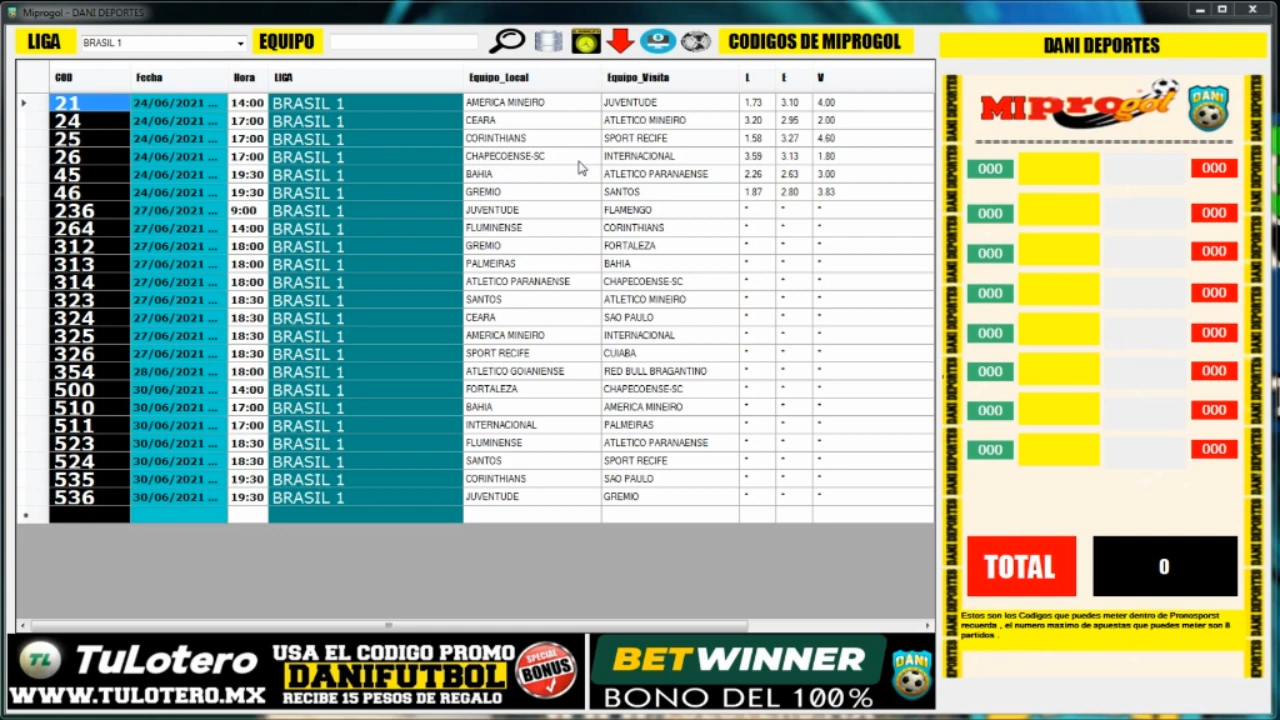 Miprogol - DANI DEPORTES
LIGA BRASIL 1 EQUIPO CODIGOS DE MIPROGOL DANI DEPORTES
COD Fecha Hora LIGA Equipo_Local Equipo_Visita L E V
21 24/06/2021 ... 14:00 BRASIL 1 AMERICA MINEIRO JUVENTUDE 1.73 3.10 4.00
24 24/06/2021 ... 17:00 BRASIL 1 CEARA ATLETICO MINEIRO 3.20 2.95 2.00
25 24/06/2021 ... 17:00 BRASIL 1 CORINTHIANS SPORT RECIFE 1.58 3.27 4.60
26 24/06/2021 ... 17:00 BRASIL 1 CHAPECOENSE-SC INTERNACIONAL 3.59 3.13 1.80
45 24/06/2021 ... 19:30 BRASIL 1 BAHIA ATLETICO PARANAENSE 2.26 2.63 3.00
46 24/06/2021 ... 19:30 BRASIL 1 GREMIO SANTOS 1.87 2.80 3.83
236 27/06/2021 ... 9:00 BRASIL 1 JUVENTUDE FLAMENGO - - -
264 27/06/2021 ... 14:00 BRASIL 1 FLUMINENSE CORINTHIANS - - -
312 27/06/2021 ... 18:00 BRASIL 1 GREMIO FORTALEZA - - -
313 27/06/2021 ... 18:00 BRASIL 1 PALMEIRAS BAHIA - - -
314 27/06/2021 ... 18:00 BRASIL 1 ATLETICO PARANAENSE CHAPECOENSE-SC - - -
323 27/06/2021 ... 18:30 BRASIL 1 SANTOS ATLETICO MINEIRO - - -
324 27/06/2021 ... 18:30 BRASIL 1 CEARA SAO PAULO - - -
325 27/06/2021 ... 18:30 BRASIL 1 AMERICA MINEIRO INTERNACIONAL - - -
326 27/06/2021 ... 18:30 BRASIL 1 SPORT RECIFE CUIABA - - -
354 28/06/2021 ... 18:00 BRASIL 1 ATLETICO GOIANIENSE RED BULL BRAGANTINO - - -
500 30/06/2021 ... 14:00 BRASIL 1 FORTALEZA CHAPECOENSE-SC - - -
510 30/06/2021 ... 17:00 BRASIL 1 BAHIA AMERICA MINEIRO - - -
511 30/06/2021 ... 17:00 BRASIL 1 INTERNACIONAL PALMEIRAS - - -
523 30/06/2021 ... 18:30 BRASIL 1 FLUMINENSE ATLETICO PARANAENSE - - -
524 30/06/2021 ... 18:30 BRASIL 1 SANTOS SPORT RECIFE - - -
535 30/06/2021 ... 19:30 BRASIL 1 CORINTHIANS SAO PAULO - - -
536 30/06/2021 ... 19:30 BRASIL 1 JUVENTUDE GREMIO - - -
MIprogol DANI
000 000
000 000
000 000
000 000
000 000
000 000
000 000
000 000
DANI DEPORTES DANI DEPORTES
TOTAL 0
Estos son los Codigos que puedes meter dentro de Pronosporst
recuerda , el numero maximo de apuestas que puedes meter son 8
partidos .
TL TuLotero
WWW.TULOTERO.MX
USA EL CODIGO PROMO
DANIFUTBOL
RECIBE 15 PESOS DE REGALO
SPECIAL
BONUS
BETWINNER
BONO DEL 100%
DANI